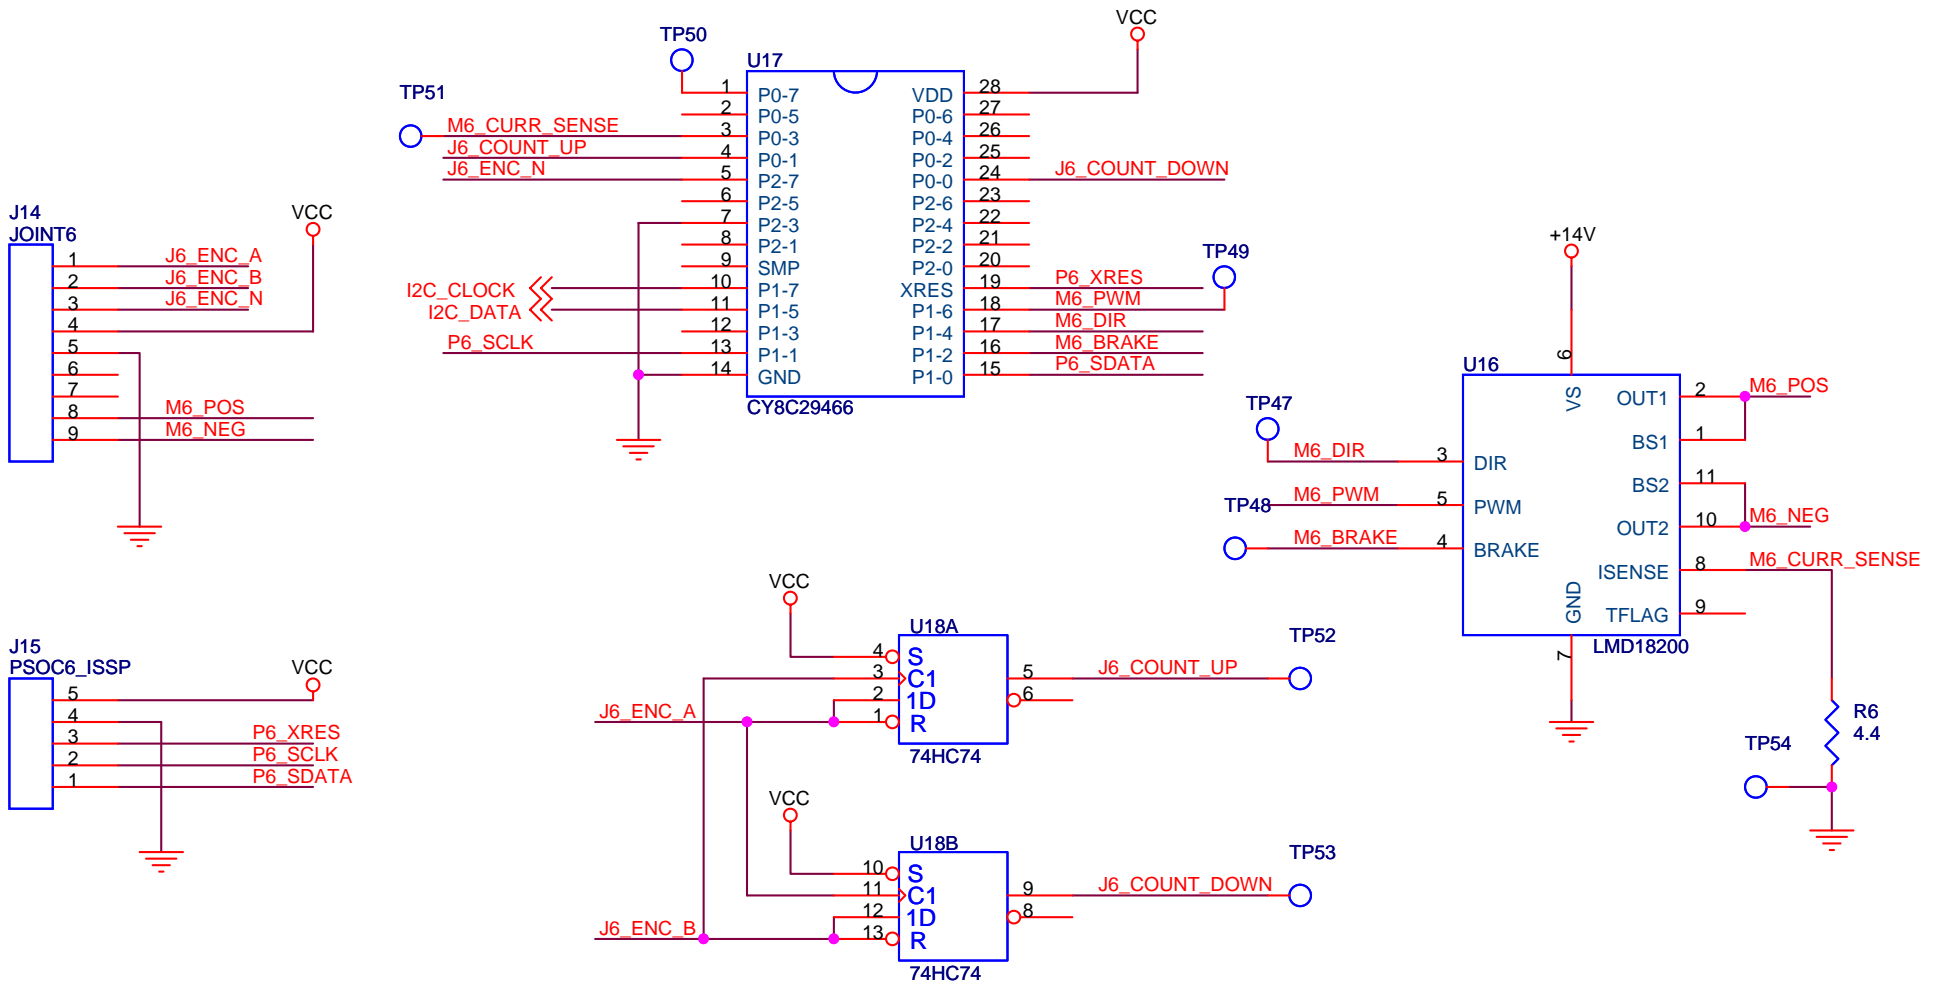 VCC
TP50
U17
TP51
1 P0-7 VDD 28
2 P0-5 P0-6 27
M6_CURR_SENSE 3 P0-3 P0-4 26
J6_COUNT_UP 4 P0-1 P0-2 25
J6_ENC_N 5 P2-7 P0-0 24 J6_COUNT_DOWN
6 P2-5 P2-6 23
7 P2-3 P2-4 22
8 P2-1 P2-2 21
9 SMP P2-0 20
I2C_CLOCK 10 P1-7 XRES 19 P6_XRES
I2C_DATA 11 P1-5 P1-6 18 M6_PWM
12 P1-3 P1-4 17 M6_DIR
P6_SCLK 13 P1-1 P1-2 16 M6_BRAKE
14 GND P1-0 15 P6_SDATA
CY8C29466
TP49
J14
JOINT6
VCC
1 J6_ENC_A
2 J6_ENC_B
3 J6_ENC_N
4
5
6
7
8 M6_POS
9 M6_NEG
+14V
6
U16
VS
OUT1 2 M6_POS
BS1 1
TP47
M6_DIR 3 DIR
BS2 11
TP48
M6_PWM 5 PWM
OUT2 10 M6_NEG
M6_BRAKE 4 BRAKE
ISENSE 8 M6_CURR_SENSE
GND
TFLAG 9
7
LMD18200
R6
4.4
TP54
J15
PSOC6_ISSP
VCC
5
4
3 P6_XRES
2 P6_SCLK
1 P6_SDATA
VCC
U18A
4 S
3 C1
2 1D
1 R
5 J6_COUNT_UP
6
TP52
J6_ENC_A
74HC74
VCC
U18B
10 S
11 C1
12 1D
13 R
9 J6_COUNT_DOWN
8
TP53
J6_ENC_B
74HC74